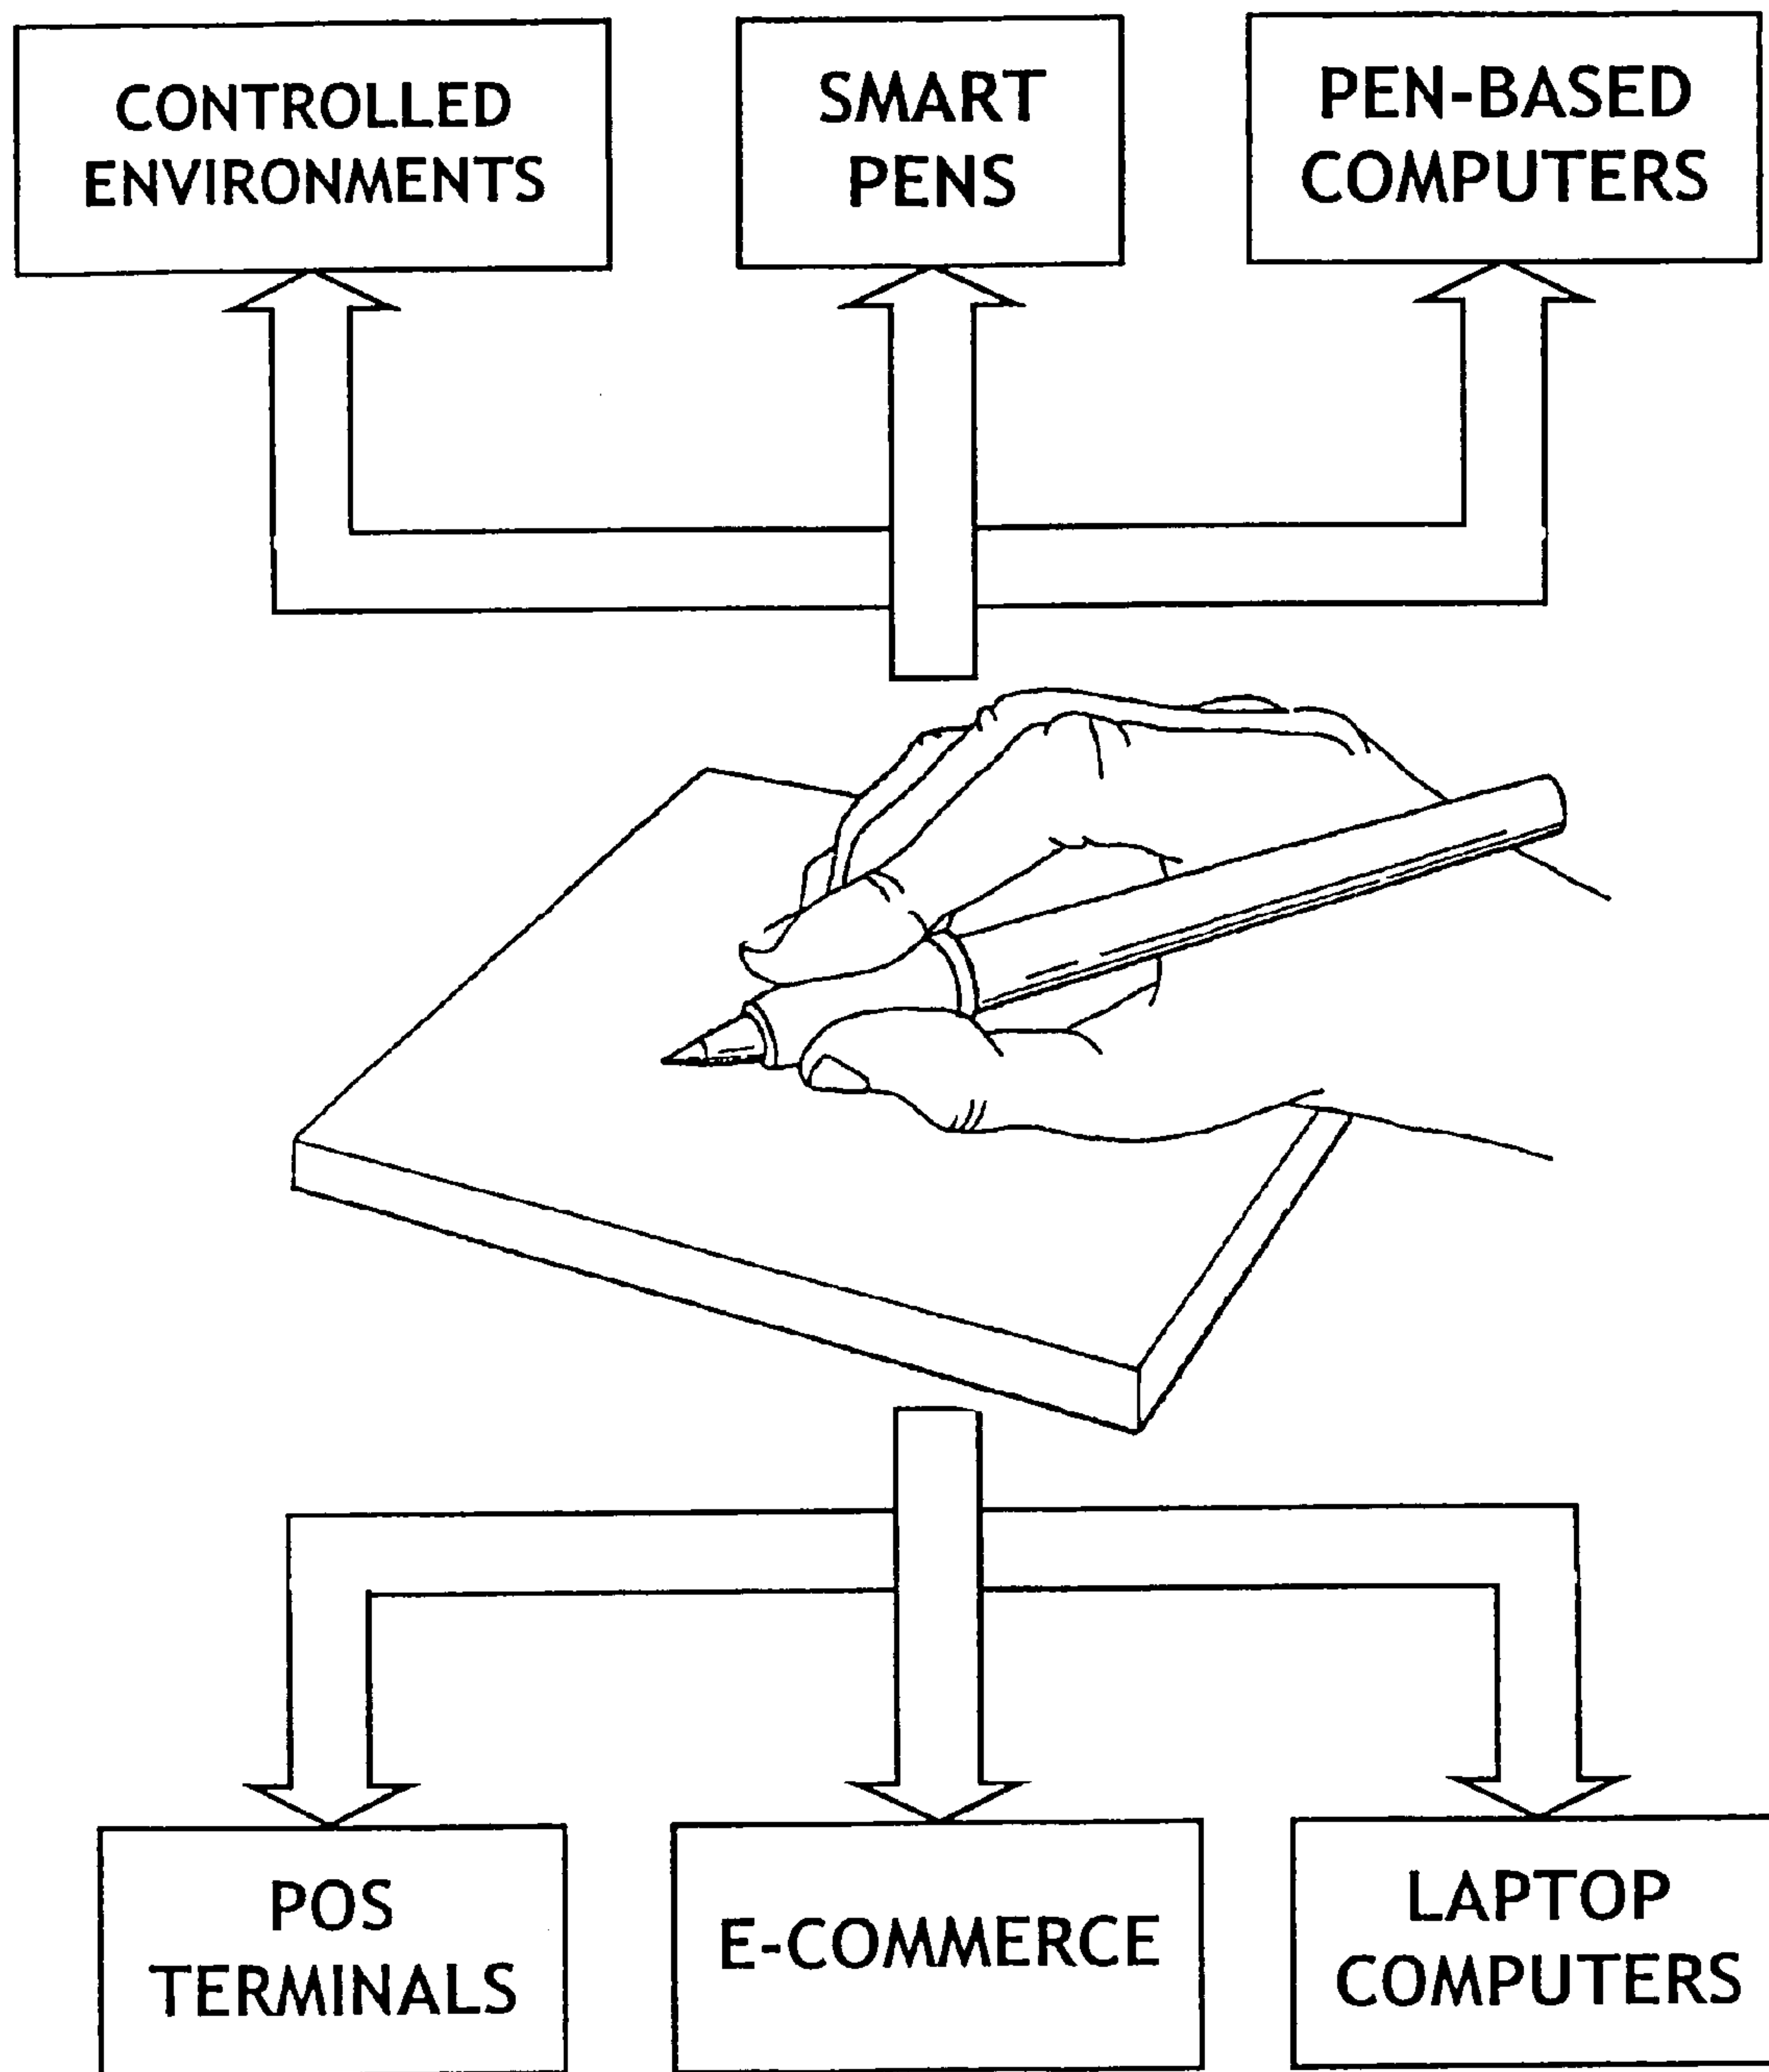 CONTROLLED
ENVIRONMENTS
SMART
PENS
PEN-BASED
COMPUTERS
POS
TERMINALS
E-COMMERCE
LAPTOP
COMPUTERS